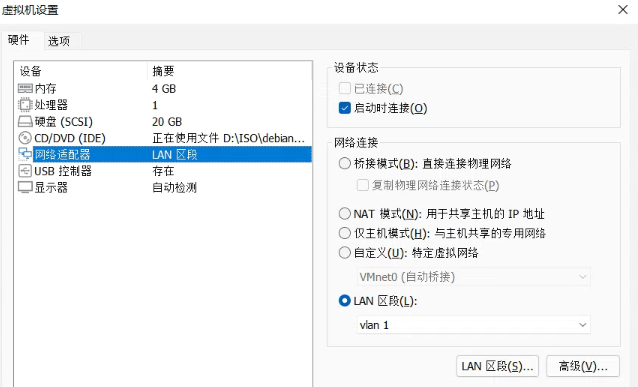 虚拟机设置
硬件 选项
设备 摘要
内存 4 GB
处理器 1
硬盘 (SCSI) 20 GB
CD/DVD (IDE) 正在使用文件 D:\ISO\debian...
网络适配器 LAN 区段
USB 控制器 存在
显示器 自动检测
设备状态
已连接(C)
启动时连接(O)
网络连接
桥接模式(B): 直接连接物理网络
复制物理网络连接状态(P)
NAT 模式(N): 用于共享主机的 IP 地址
仅主机模式(H): 与主机共享的专用网络
自定义(U): 特定虚拟网络
VMnet0 (自动桥接)
LAN 区段(L):
vlan 1
LAN 区段(S)... 高级(V)...